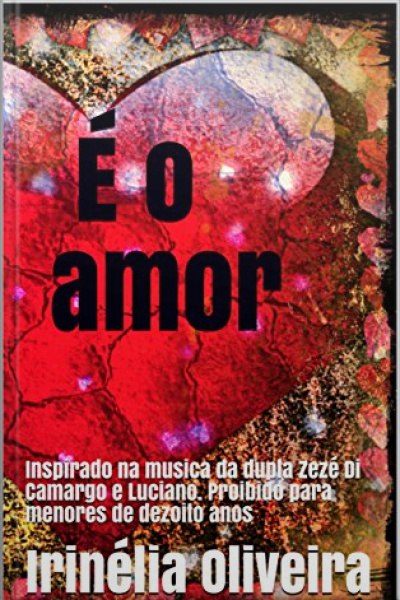 É o
amor
Inspirado na musica da dupla Zezé Di
Camargo e Luciano. Proibido para
menores de dezoito anos
Irinélia Oliveira